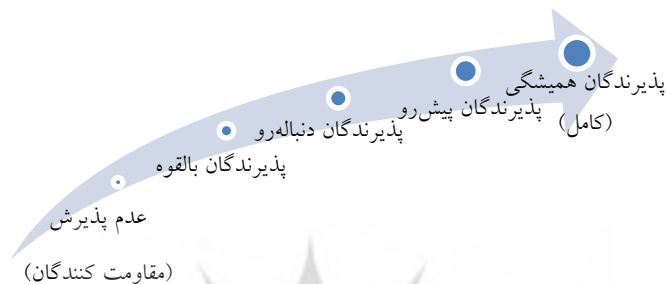 پذیرندگان همیشگی
(کامل)
پذیرندگان پیش‌رو
پذیرندگان دنباله‌رو
پذیرندگان بالقوه
عدم پذیرش
(مقاومت کنندگان)